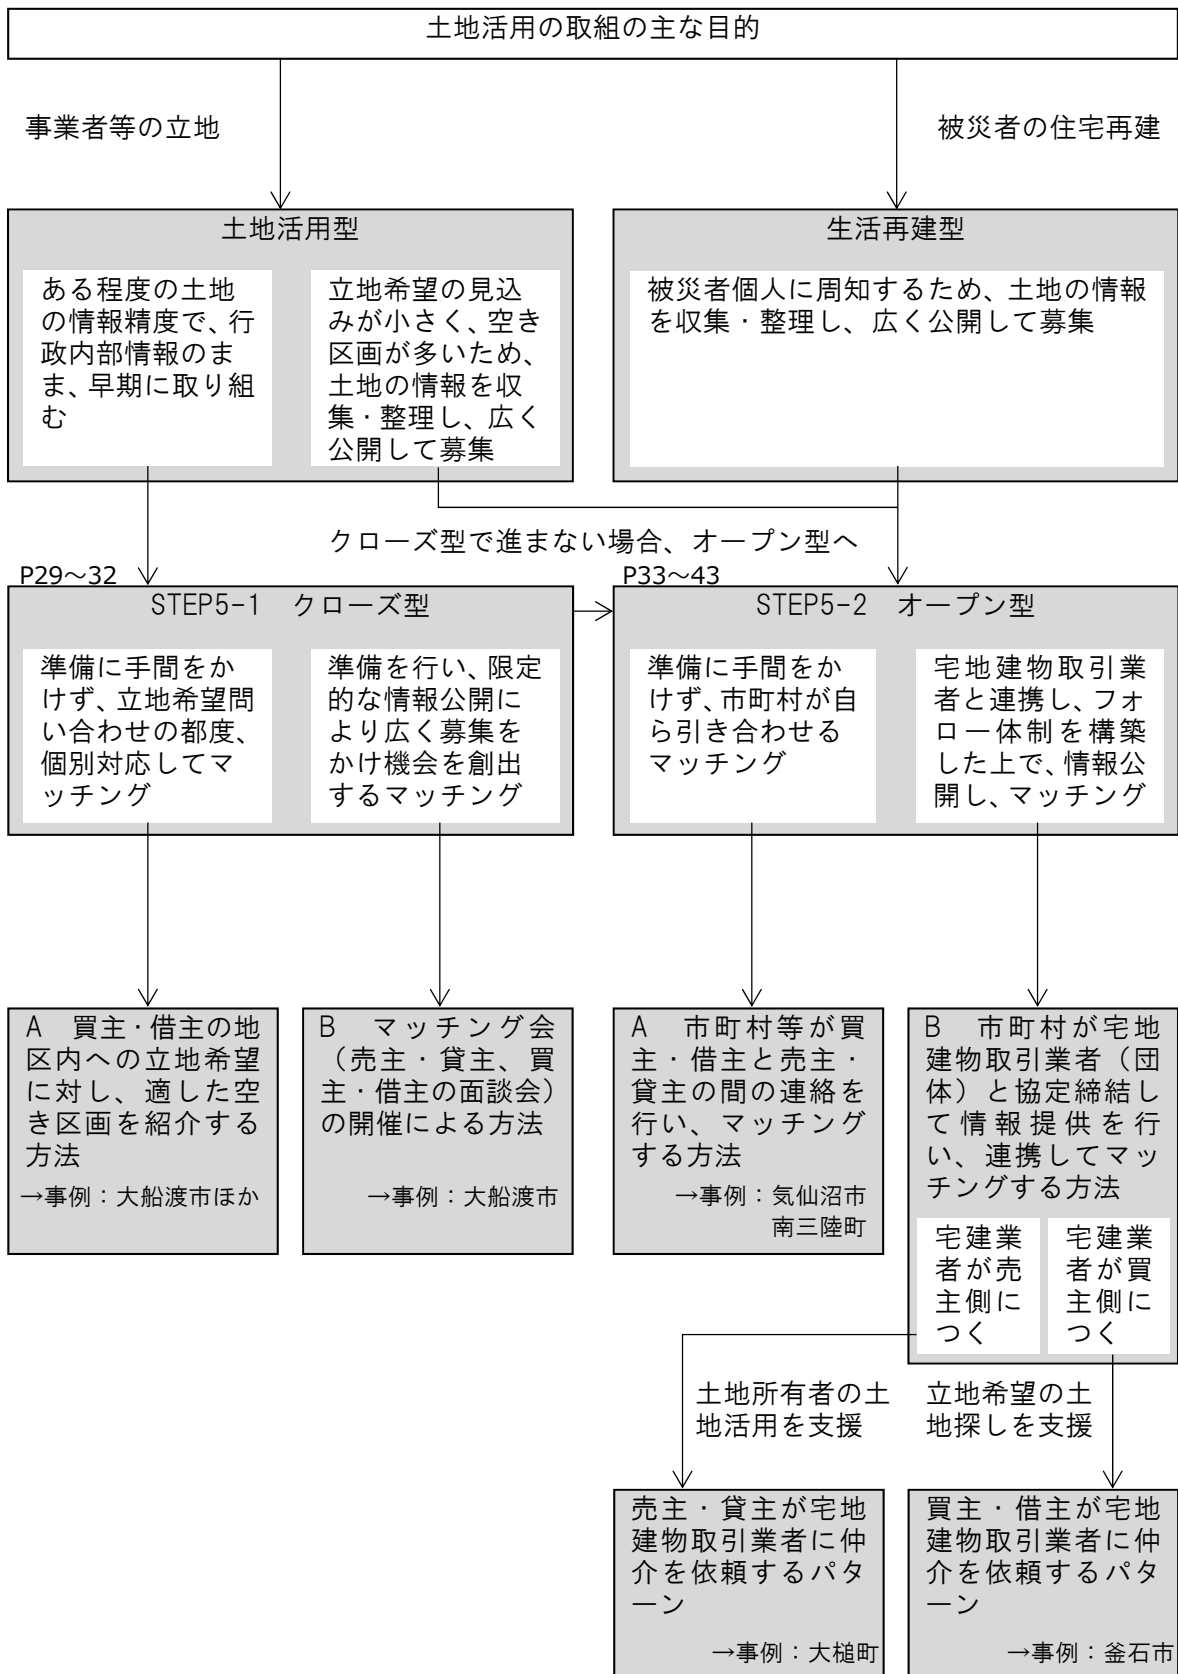 土地活用の取組の主な目的
事業者等の立地
被災者の住宅再建
土地活用型
ある程度の土地
の情報精度で、行
政内部情報のま
ま、早期に取り組
む
立地希望の見込
みが小さく、空き
区画が多いため、
土地の情報を収
集・整理し、広く
公開して募集
生活再建型
被災者個人に周知するため、土地の情報
を収集・整理し、広く公開して募集
クローズ型で進まない場合、オープン型へ
P29～32
STEP5-1　クローズ型
準備に手間をか
けず、立地希望問
い合わせの都度、
個別対応してマ
ッチング
準備を行い、限定
的な情報公開に
より広く募集を
かけ機会を創出
するマッチング
P33～43
STEP5-2　オープン型
準備に手間をか
けず、市町村が自
ら引き合わせる
マッチング
宅地建物取引業
者と連携し、フォ
ロー体制を構築
した上で、情報公
開し、マッチング
A　買主・借主の地
区内への立地希望
に対し、適した空
き区画を紹介する
方法
→事例：大船渡市ほか
B　マッチング会
（売主・貸主、買
主・借主の面談会）
の開催による方法
→事例：大船渡市
A　市町村等が買
主・借主と売主・
貸主の間の連絡を
行い、マッチング
する方法
→事例：気仙沼市
南三陸町
B　市町村が宅地
建物取引業者（団
体）と協定締結し
て情報提供を行
い、連携してマッ
チングする方法
宅建業
者が売
主側に
つく
宅建業
者が買
主側に
つく
土地所有者の土
地活用を支援
立地希望の土
地探しを支援
売主・貸主が宅地
建物取引業者に仲
介を依頼するパタ
ーン
→事例：大槌町
買主・借主が宅地
建物取引業者に仲
介を依頼するパタ
ーン
→事例：釜石市